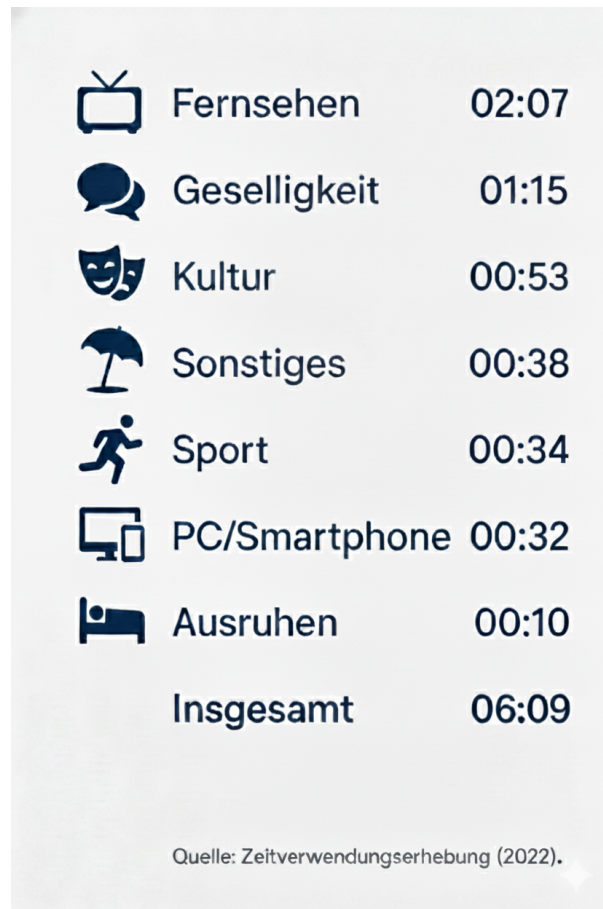 Fernsehen 02:07
Geselligkeit 01:15
Kultur 00:53
Sonstiges 00:38
Sport 00:34
PC/Smartphone 00:32
Ausruhen 00:10
Insgesamt 06:09
Quelle: Zeitverwendungserhebung (2022).